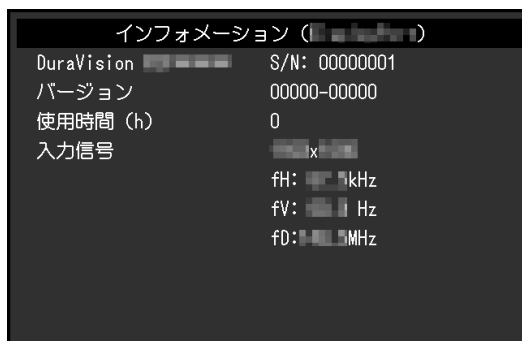 インフォメーション ( )
DuraVision S/N: 00000001
バージョン 00000-00000
使用時間 (h) 0
入力信号 x
fH: kHz
fV: Hz
fD: MHz